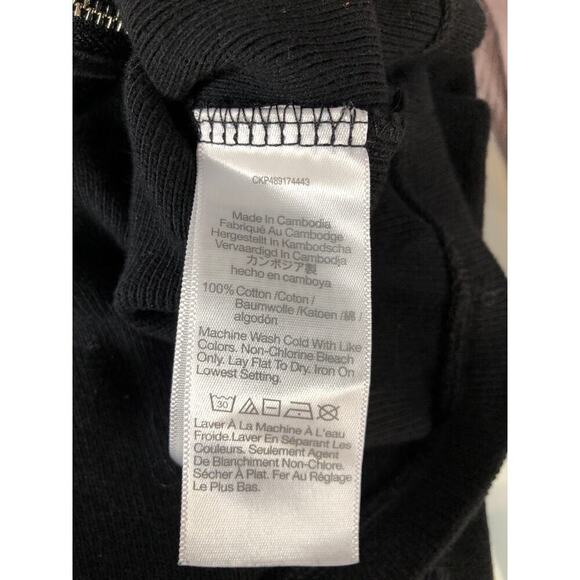 CKP489174443
Made In Cambodia
Fabriqué Au Cambodge
Hergestellt In Kambodscha
Vervaardigd In Cambodja
カンボジア製
hecho en camboya
100% Cotton /Coton/
Baumwolle /Katoen /綿/
algodón
Machine Wash Cold With Like
Colors. Non-Chlorine Bleach
Only. Lay Flat To Dry. Iron On
Lowest Setting.
30
Laver À La Machine À L'eau
Froide.Laver En Séparant Les
Couleurs. Seulement Agent
De Blanchiment Non-Chlore.
Sécher À Plat. Fer Au Réglage
Le Plus Bas.